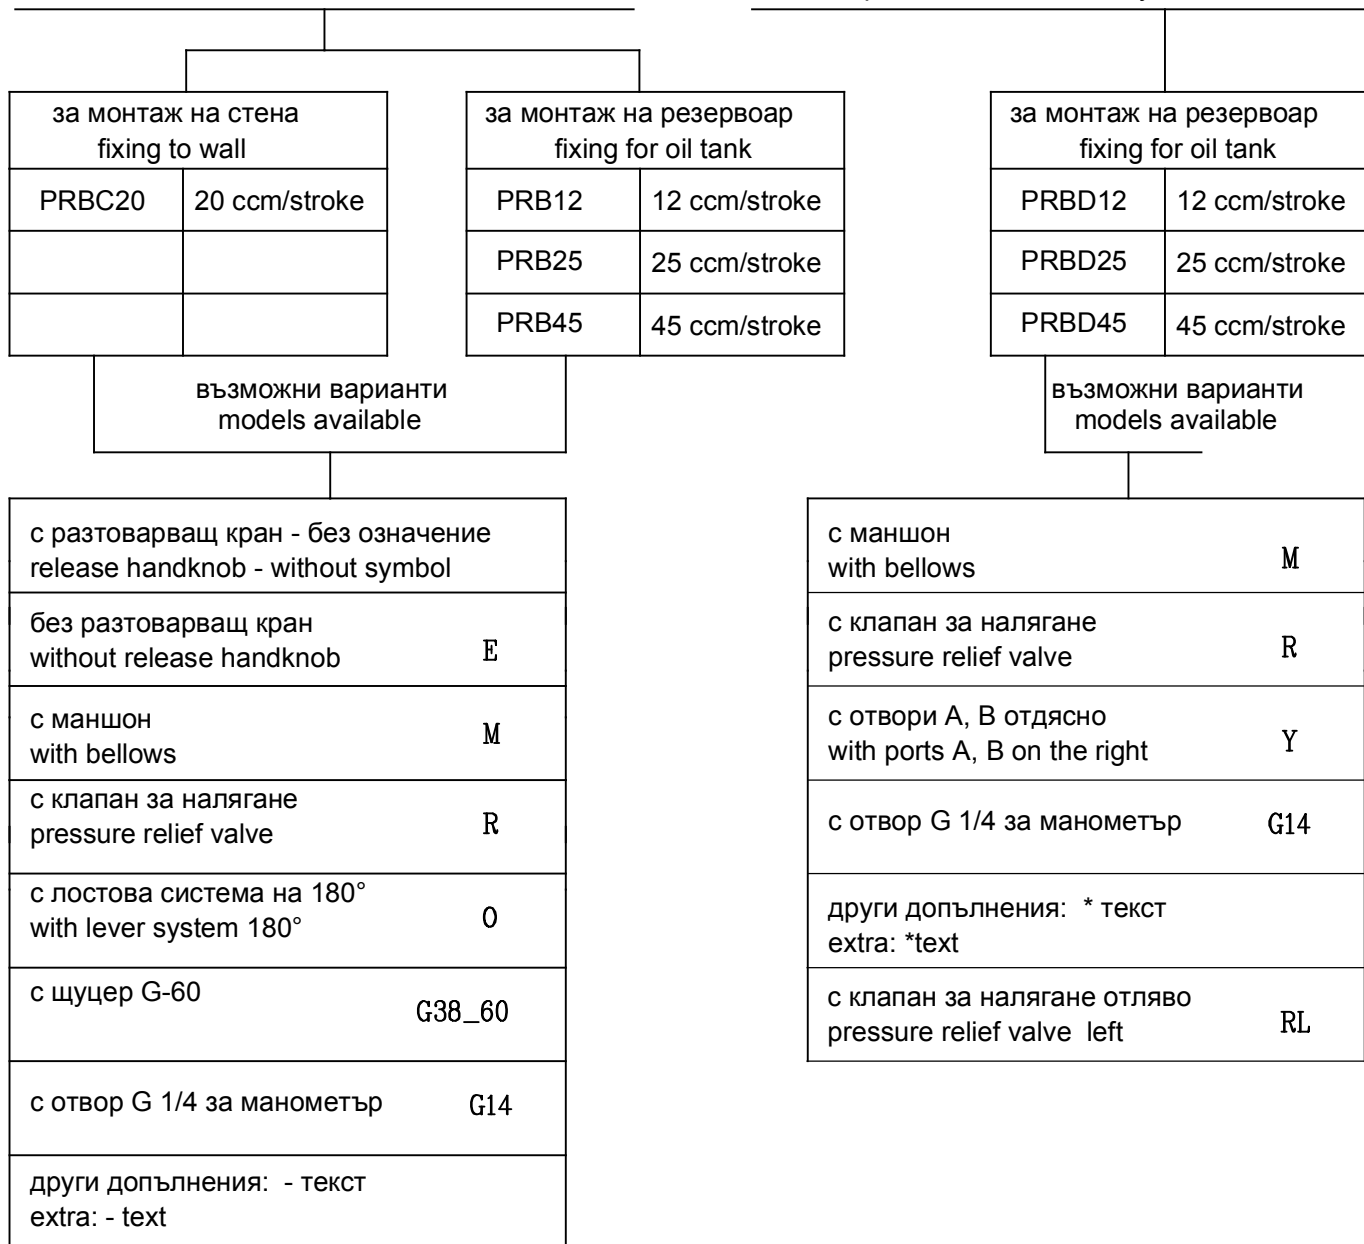 за монтаж на стена
fixing to wall
PRBC20 20 ccm/stroke
за монтаж на резервоар
fixing for oil tank
PRB12 12 ccm/stroke
PRB25 25 ccm/stroke
PRB45 45 ccm/stroke
за монтаж на резервоар
fixing for oil tank
PRBD12 12 ccm/stroke
PRBD25 25 ccm/stroke
PRBD45 45 ccm/stroke
възможни варианти
models available
възможни варианти
models available
с разтоварващ кран - без означение
release handknob - without symbol
без разтоварващ кран
without release handknob E
с маншон
with bellows M
с клапан за налягане
pressure relief valve R
с лостова система на 180°
with lever system 180° O
с щуцер G-60
G38_60
с отвор G 1/4 за манометър G14
други допълнения: - текст
extra: - text
с маншон
with bellows M
с клапан за налягане
pressure relief valve R
с отвори А, В отдясно
with ports A, B on the right Y
с отвор G 1/4 за манометър G14
други допълнения: * текст
extra: *text
с клапан за налягане отляво
pressure relief valve left RL